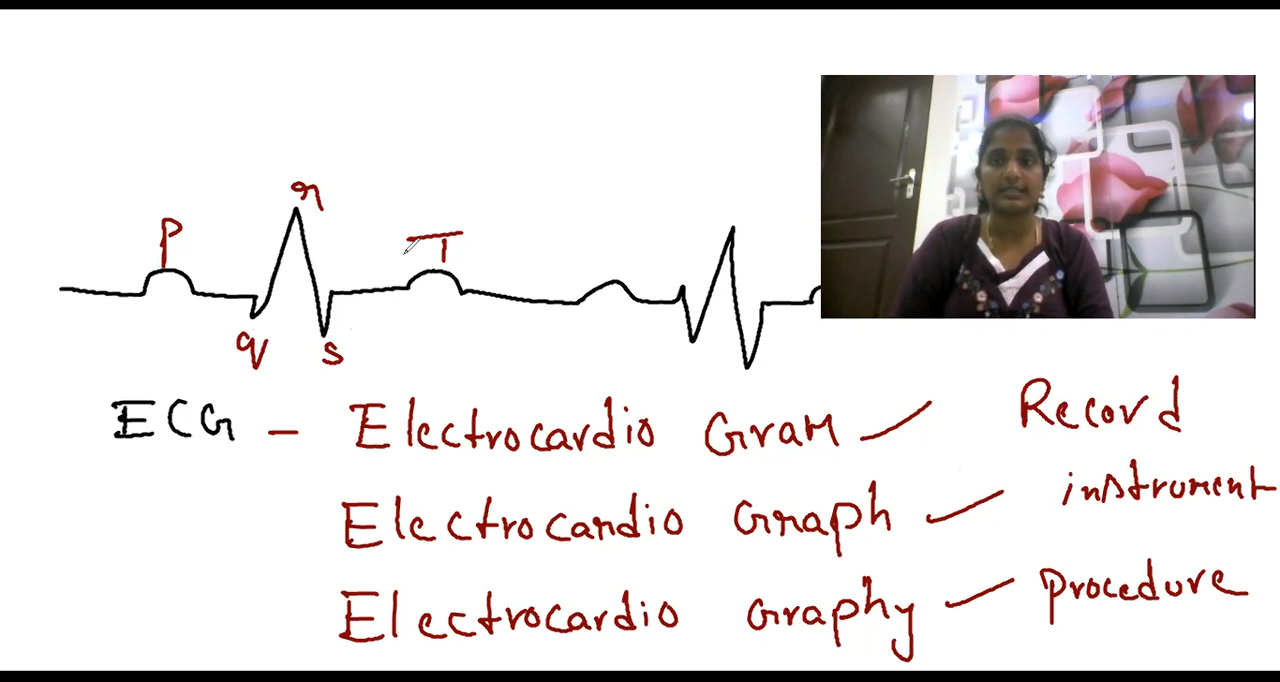 r
P
T
q
s
ECG - Electrocardio Gram Record
Electrocardio Graph instrument
Electrocardio Graphy procedure